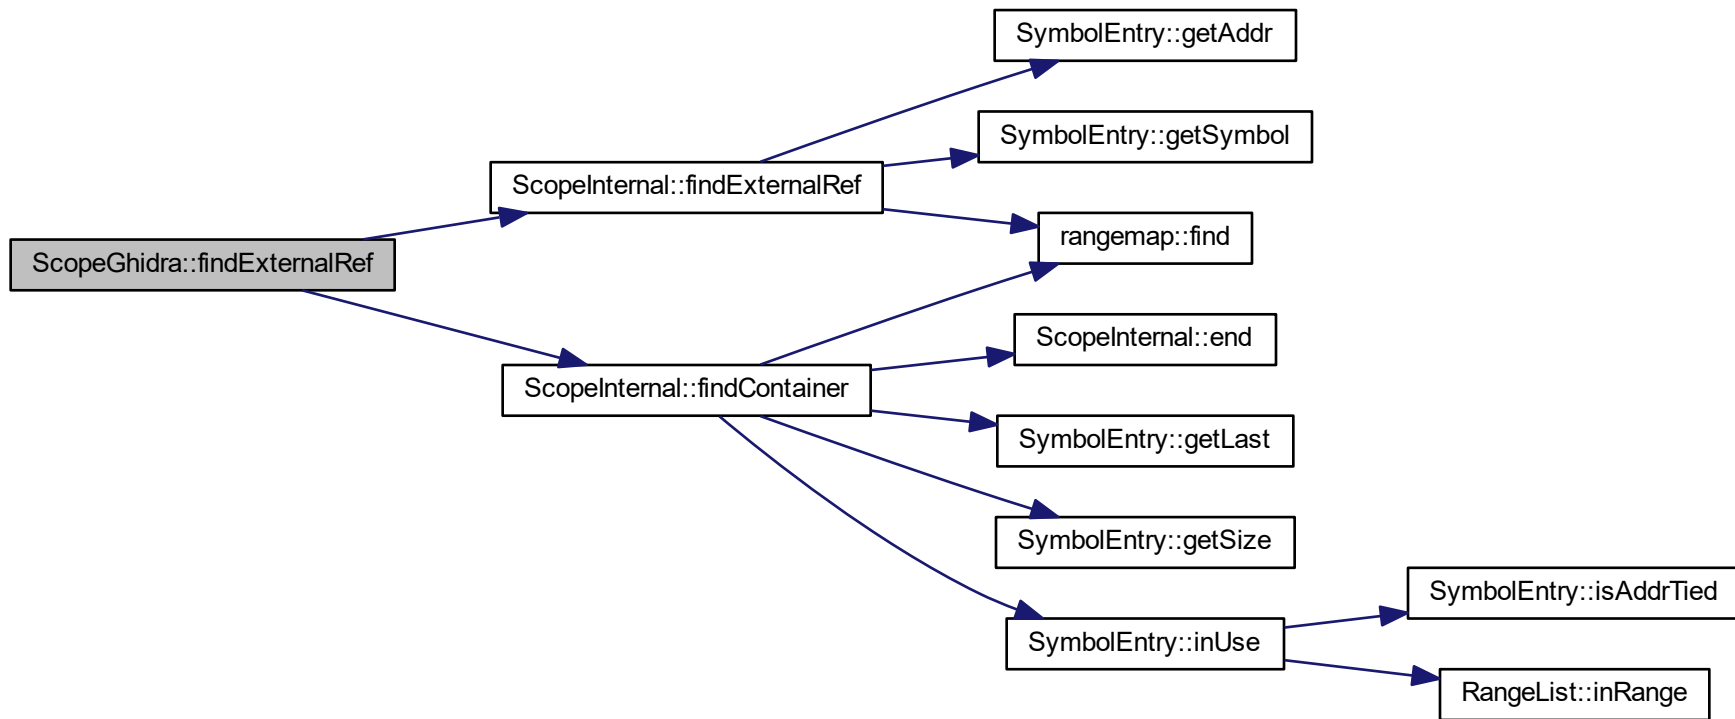 SymbolEntry::getAddr
SymbolEntry::getSymbol
ScopeInternal::findExternalRef
rangemap::find
ScopeGhidra::findExternalRef
ScopeInternal::end
ScopeInternal::findContainer
SymbolEntry::getLast
SymbolEntry::getSize
SymbolEntry::isAddrTied
SymbolEntry::inUse
RangeList::inRange